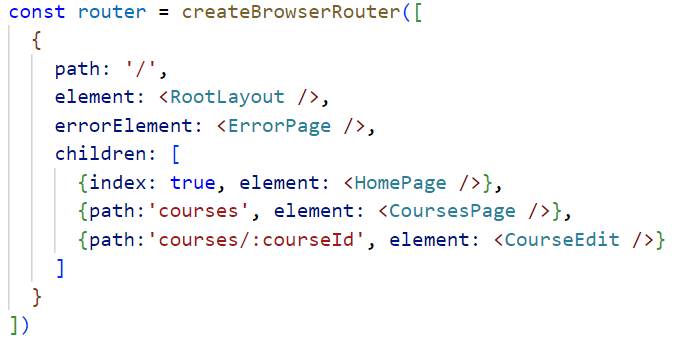 const router = createBrowserRouter([
  {
    path: '/',
    element: <RootLayout />,
    errorElement: <ErrorPage />,
    children: [
      {index: true, element: <HomePage />},
      {path:'courses', element: <CoursesPage />},
      {path:'courses/:courseId', element: <CourseEdit />}
    ]
  }
])